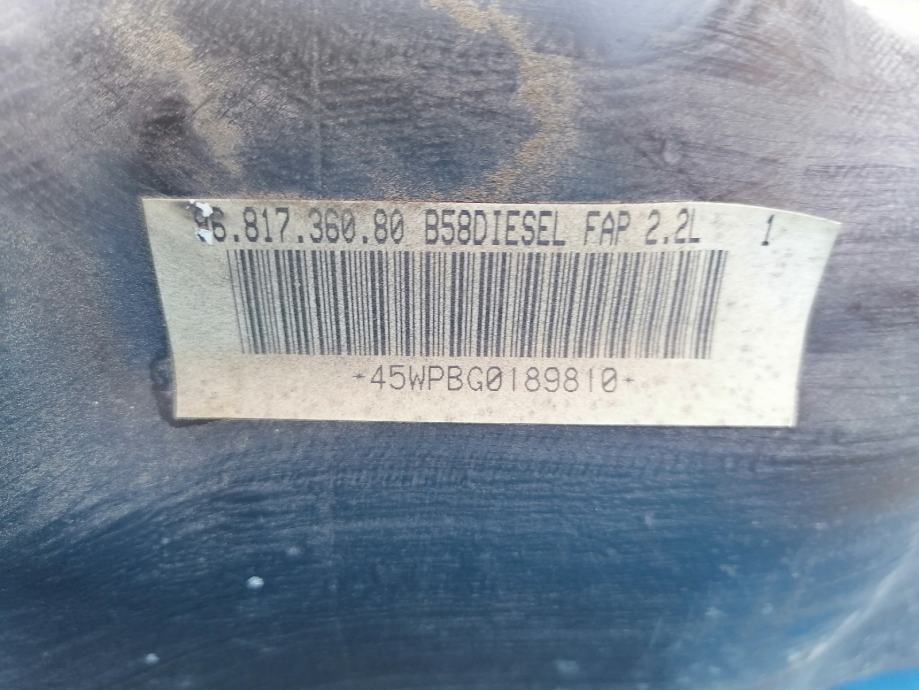 96.817.360.80 B58DIESEL FAP 2.2L 1
*45WPBG0189810*